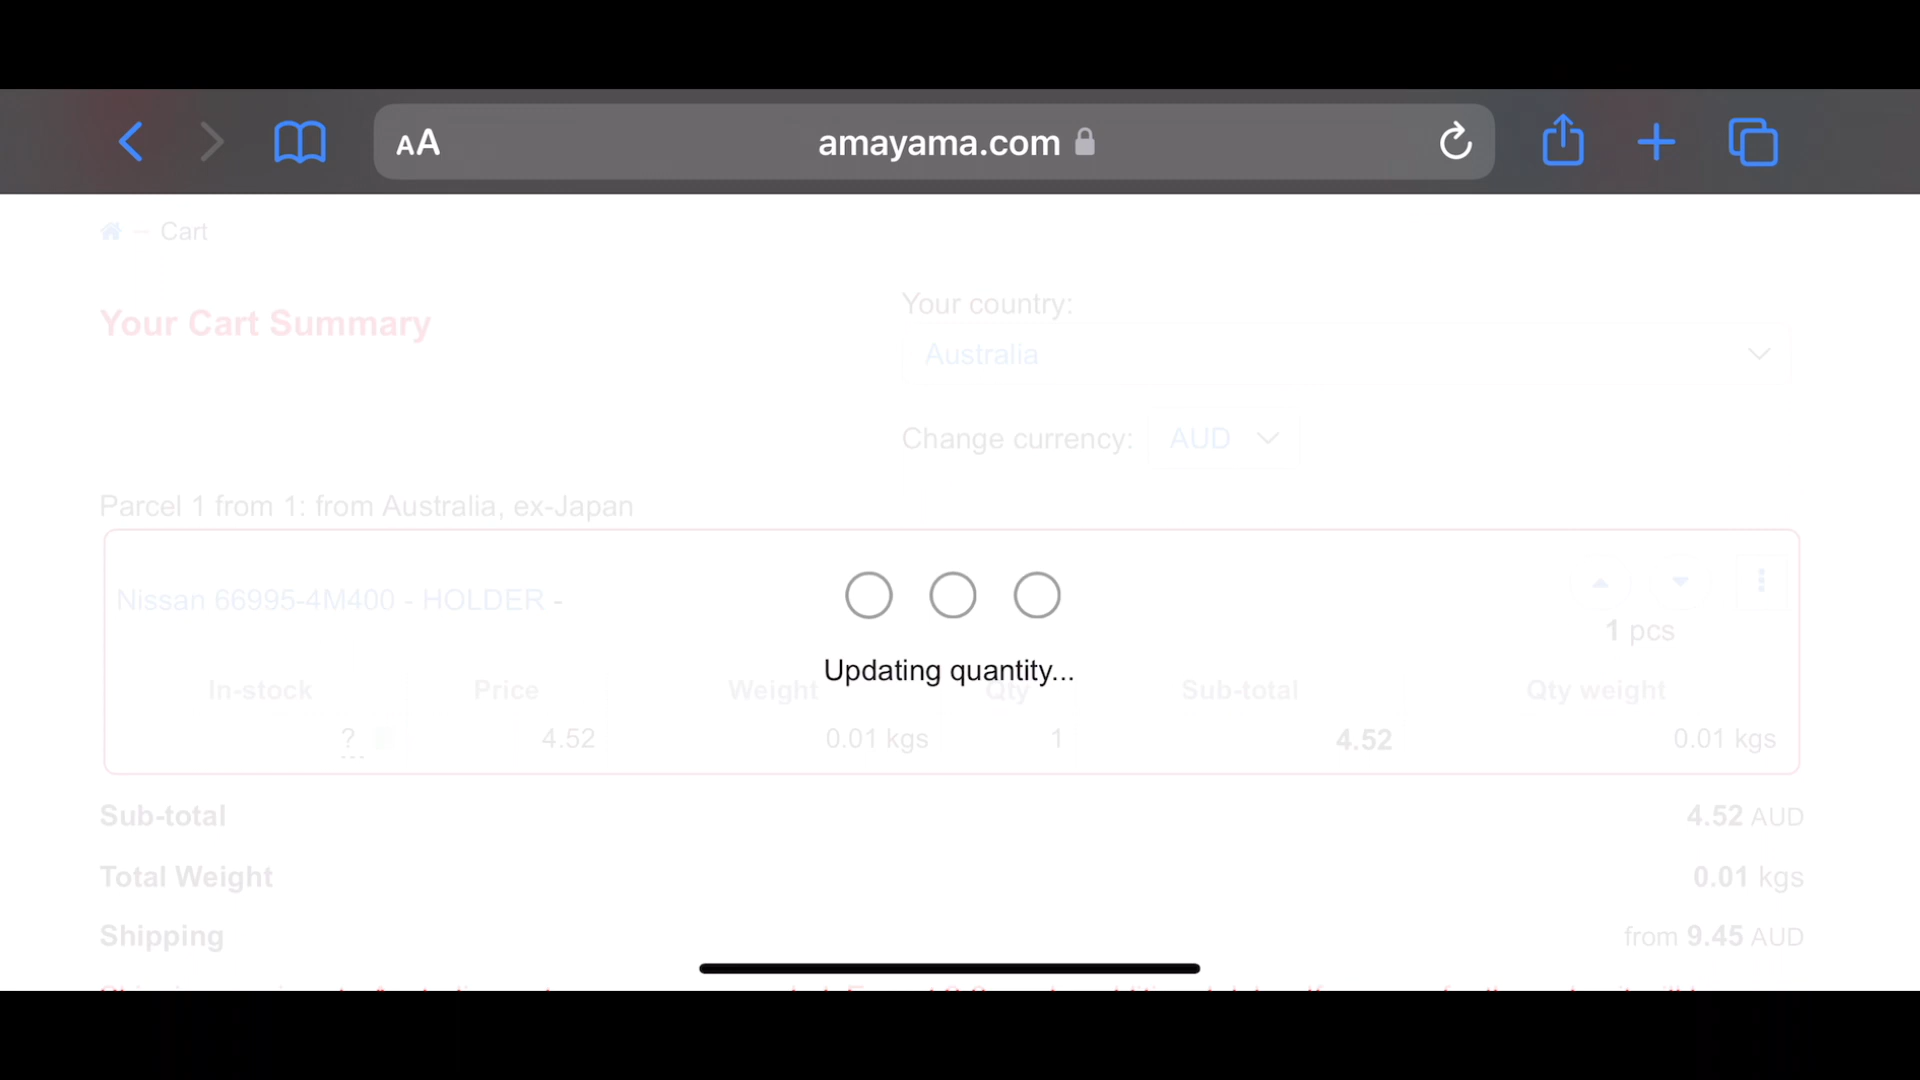 AA amayama.com
Cart
Your Cart Summary
Your country:
Australia
Change currency: AUD
Parcel 1 from 1: from Australia, ex-Japan
Nissan 66995-4M400 - HOLDER -
1 pcs
Updating quantity...
In-stock Price Weight Qty Sub-total Qty weight
? 4.52 0.01 kgs 1 4.52 0.01 kgs
Sub-total 4.52 AUD
Total Weight 0.01 kgs
Shipping from 9.45 AUD